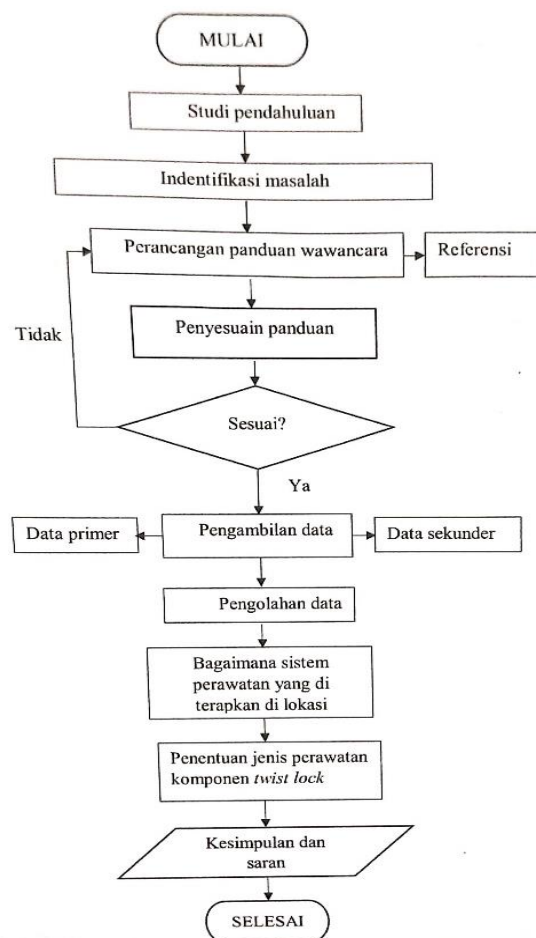 MULAI
Studi pendahuluan
Indentifikasi masalah
Perancangan panduan wawancara
Referensi
Penyesuain panduan
Tidak
Sesuai?
Ya
Data primer
Pengambilan data
Data sekunder
Pengolahan data
Bagaimana sistem
perawatan yang di
terapkan di lokasi
Penentuan jenis perawatan
komponen twist lock
Kesimpulan dan
saran
SELESAI